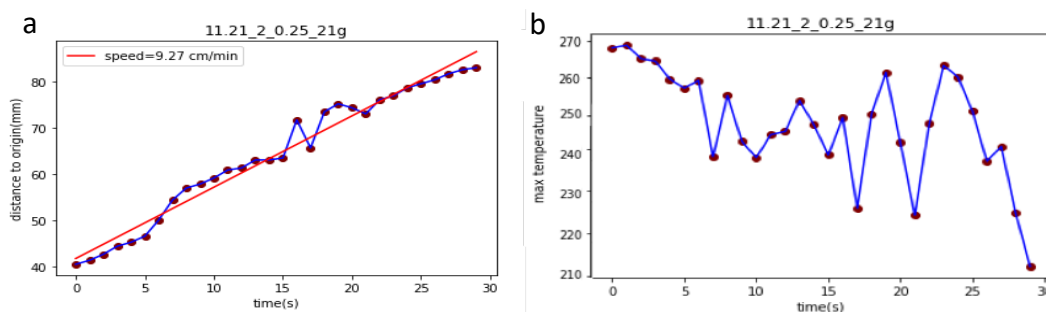 a
11.21_2_0.25_21g
speed=9.27 cm/min
distance to origin(mm)
80
70
60
50
40
0 5 10 15 20 25 30
time(s)
b
11.21_2_0.25_21g
max temperature
270
260
250
240
230
220
210
0 5 10 15 20 25 30
time(s)